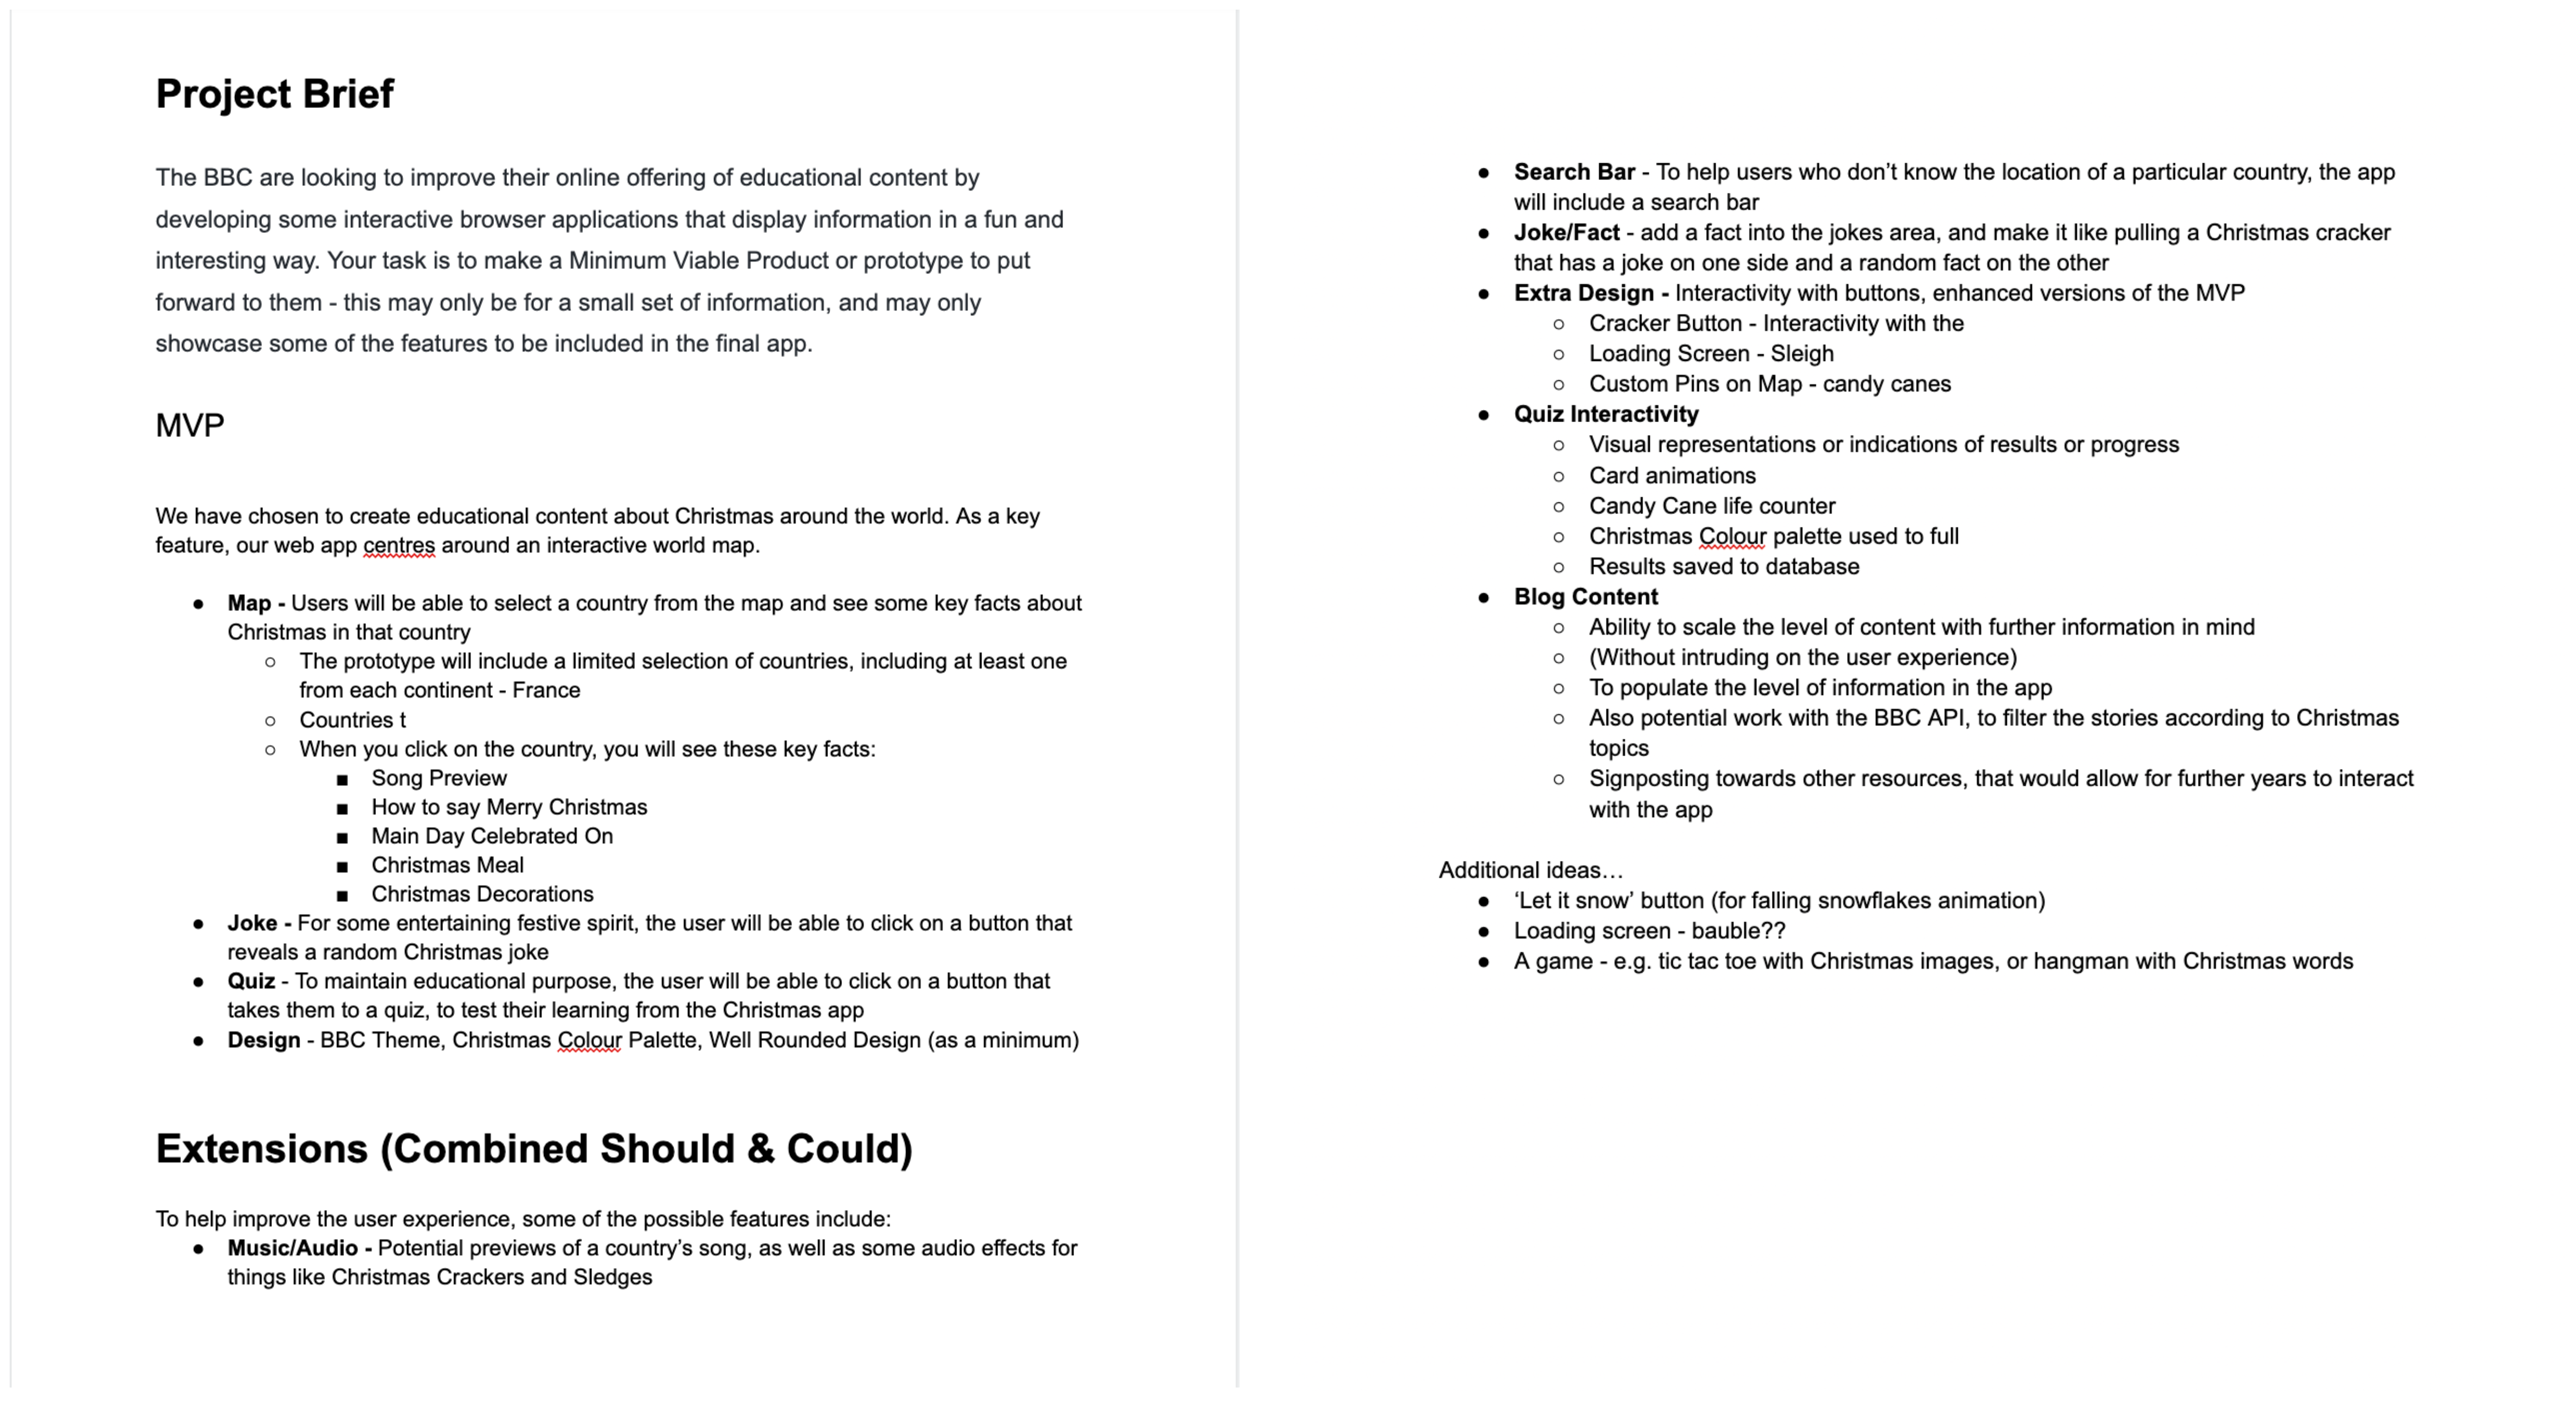 Project Brief
The BBC are looking to improve their online offering of educational content by
developing some interactive browser applications that display information in a fun and
interesting way. Your task is to make a Minimum Viable Product or prototype to put
forward to them - this may only be for a small set of information, and may only
showcase some of the features to be included in the final app.
MVP
We have chosen to create educational content about Christmas around the world. As a key
feature, our web app centres around an interactive world map.
● Map - Users will be able to select a country from the map and see some key facts about
Christmas in that country
○ The prototype will include a limited selection of countries, including at least one
from each continent - France
○ Countries t
○ When you click on the country, you will see these key facts:
■ Song Preview
■ How to say Merry Christmas
■ Main Day Celebrated On
■ Christmas Meal
■ Christmas Decorations
● Joke - For some entertaining festive spirit, the user will be able to click on a button that
reveals a random Christmas joke
● Quiz - To maintain educational purpose, the user will be able to click on a button that
takes them to a quiz, to test their learning from the Christmas app
● Design - BBC Theme, Christmas Colour Palette, Well Rounded Design (as a minimum)
Extensions (Combined Should & Could)
To help improve the user experience, some of the possible features include:
● Music/Audio - Potential previews of a country’s song, as well as some audio effects for
things like Christmas Crackers and Sledges
● Search Bar - To help users who don’t know the location of a particular country, the app
will include a search bar
● Joke/Fact - add a fact into the jokes area, and make it like pulling a Christmas cracker
that has a joke on one side and a random fact on the other
● Extra Design - Interactivity with buttons, enhanced versions of the MVP
○ Cracker Button - Interactivity with the
○ Loading Screen - Sleigh
○ Custom Pins on Map - candy canes
● Quiz Interactivity
○ Visual representations or indications of results or progress
○ Card animations
○ Candy Cane life counter
○ Christmas Colour palette used to full
○ Results saved to database
● Blog Content
○ Ability to scale the level of content with further information in mind
○ (Without intruding on the user experience)
○ To populate the level of information in the app
○ Also potential work with the BBC API, to filter the stories according to Christmas
topics
○ Signposting towards other resources, that would allow for further years to interact
with the app
Additional ideas…
● ‘Let it snow’ button (for falling snowflakes animation)
● Loading screen - bauble??
● A game - e.g. tic tac toe with Christmas images, or hangman with Christmas words